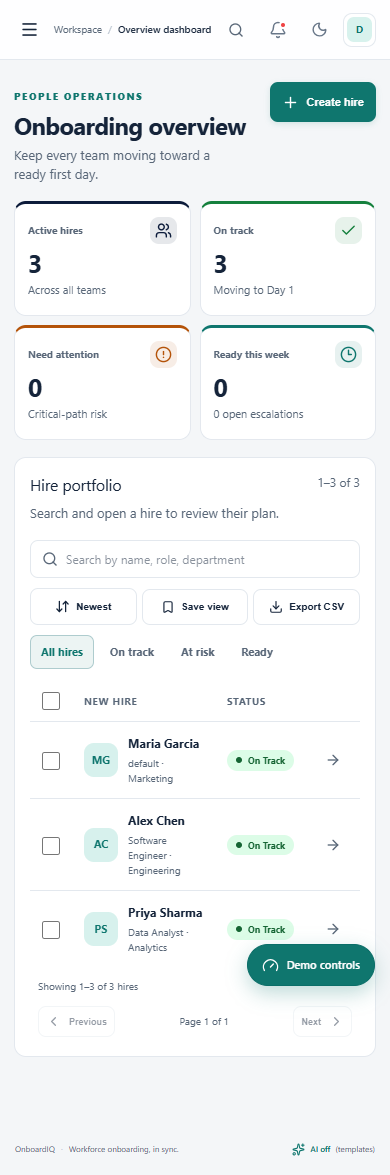 Workspace / Overview dashboard
D
PEOPLE OPERATIONS
Create hire
Onboarding overview
Keep every team moving toward a
ready first day.
Active hires
3
Across all teams
On track
3
Moving to Day 1
Need attention
0
Critical-path risk
Ready this week
0
0 open escalations
Hire portfolio
1–3 of 3
Search and open a hire to review their plan.
Search by name, role, department
Newest
Save view
Export CSV
All hires
On track
At risk
Ready
NEW HIRE
STATUS
MG
Maria Garcia
default ·
Marketing
On Track
AC
Alex Chen
Software
Engineer ·
Engineering
On Track
PS
Priya Sharma
Data Analyst ·
Analytics
On Track
Demo controls
Showing 1–3 of 3 hires
Previous
Page 1 of 1
Next
OnboardIQ · Workforce onboarding, in sync.
AI off (templates)